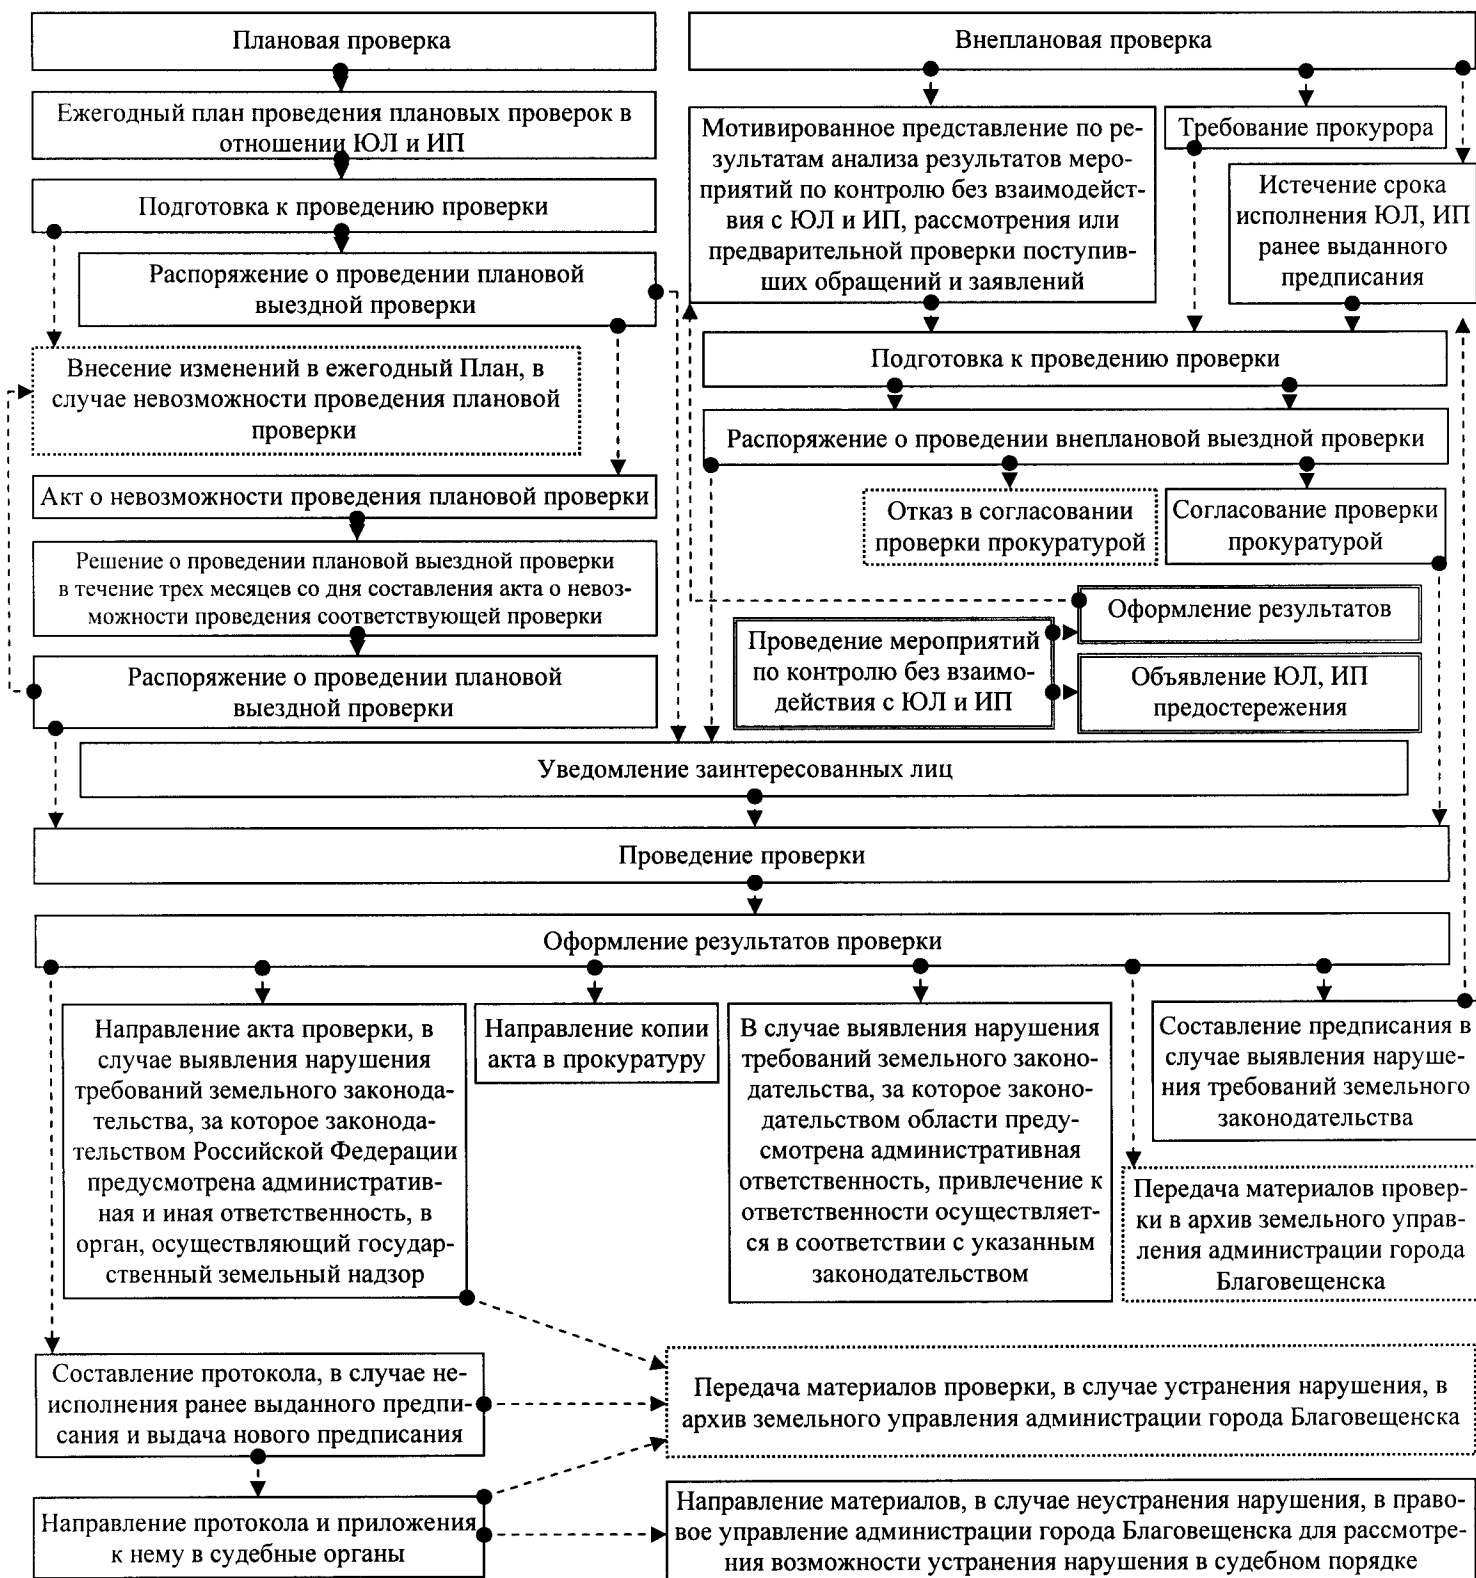 Плановая проверка
Ежегодный план проведения плановых проверок в
отношении ЮЛ и ИП
Подготовка к проведению проверки
Распоряжение о проведении плановой
выездной проверки
Внесение изменений в ежегодный План, в
случае невозможности проведения плановой
проверки
Акт о невозможности проведения плановой проверки
Решение о проведении плановой выездной проверки
в течение трех месяцев со дня составления акта о невоз-
можности проведения соответствующей проверки
Распоряжение о проведении плановой
выездной проверки
Внеплановая проверка
Мотивированное представление по ре-
зультатам анализа результатов меро-
приятий по контролю без взаимодейст-
вия с ЮЛ и ИП, рассмотрения или
предварительной проверки поступив-
ших обращений и заявлений
Требование прокурора
Истечение срока
исполнения ЮЛ, ИП
ранее выданного
предписания
Подготовка к проведению проверки
Распоряжение о проведении внеплановой выездной проверки
Отказ в согласовании
проверки прокуратурой
Согласование проверки
прокуратурой
Проведение мероприятий
по контролю без взаимо-
действия с ЮЛ и ИП
Оформление результатов
Объявление ЮЛ, ИП
предостережения
Уведомление заинтересованных лиц
Проведение проверки
Оформление результатов проверки
Направление акта проверки, в
случае выявления нарушения
требований земельного законода-
тельства, за которое законода-
тельством Российской Федерации
предусмотрена административ-
ная и иная ответственность, в
орган, осуществляющий государ-
ственный земельный надзор
Направление копии
акта в прокуратуру
В случае выявления нарушения
требований земельного законо-
дательства, за которое законо-
дательством области преду-
смотрена административная
ответственность, привлечение к
ответственности осуществляет-
ся в соответствии с указанным
законодательством
Составление предписания в
случае выявления наруше-
ния требований земельного
законодательства
Передача материалов провер-
ки в архив земельного управ-
ления администрации города
Благовещенска
Составление протокола, в случае не-
исполнения ранее выданного предпи-
сания и выдача нового предписания
Передача материалов проверки, в случае устранения нарушения, в
архив земельного управления администрации города Благовещенска
Направление протокола и приложения
к нему в судебные органы
Направление материалов, в случае неустранения нарушения, в право-
вое управление администрации города Благовещенска для рассмотре-
ния возможности устранения нарушения в судебном порядке